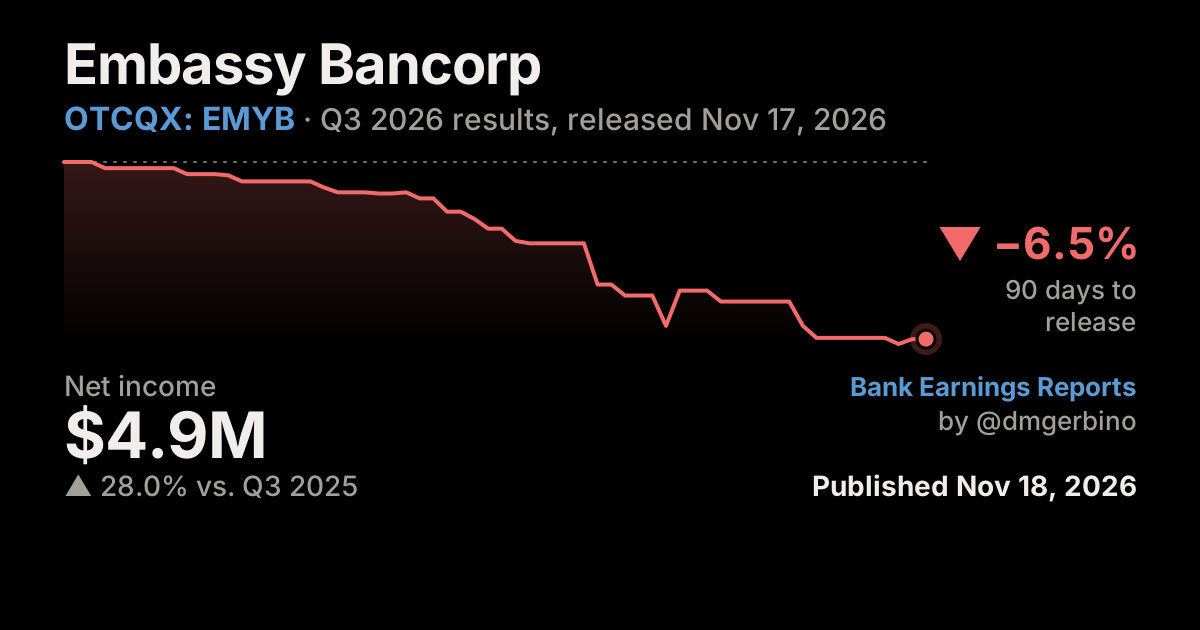 Embassy Bancorp
OTCQX: EMYB · Q3 2026 results, released Nov 17, 2026
▼ −6.5%
90 days to
release
Net income
$4.9M
▲ 28.0% vs. Q3 2025
Bank Earnings Reports
by @dmgerbino
Published Nov 18, 2026